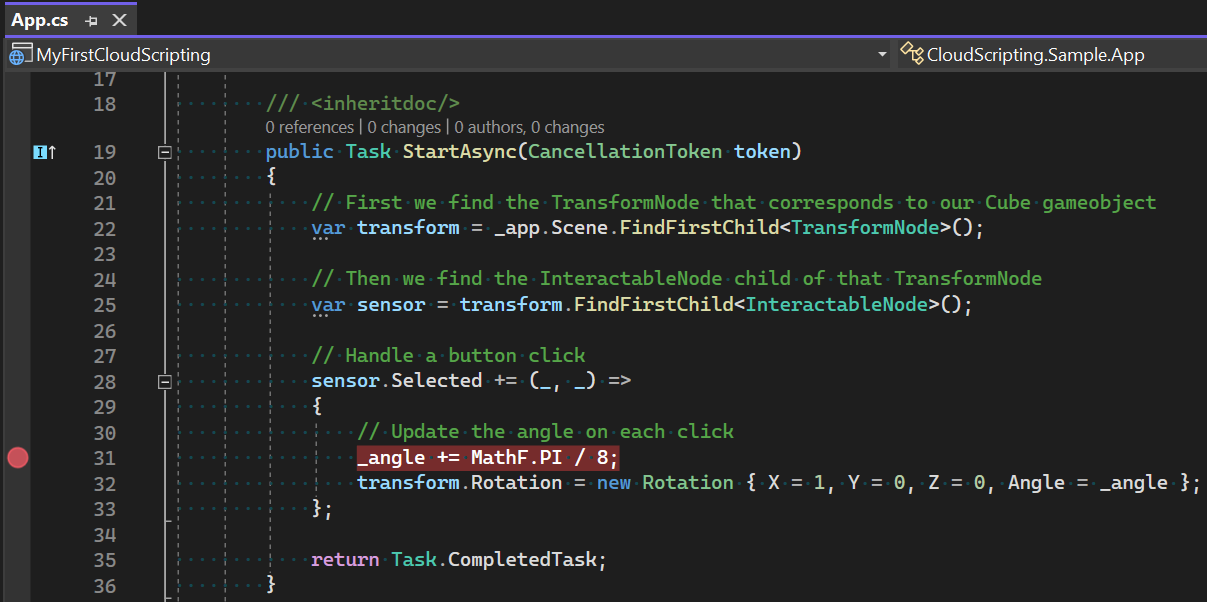 App.cs
MyFirstCloudScripting CloudScripting.Sample.App
17
18 /// <inheritdoc/>
0 references | 0 changes | 0 authors, 0 changes
19 public Task StartAsync(CancellationToken token)
20 {
21 // First we find the TransformNode that corresponds to our Cube gameobject
22 var transform = _app.Scene.FindFirstChild<TransformNode>();
23
24 // Then we find the InteractableNode child of that TransformNode
25 var sensor = transform.FindFirstChild<InteractableNode>();
26
27 // Handle a button click
28 sensor.Selected += (_, _) =>
29 {
30 // Update the angle on each click
31 _angle += MathF.PI / 8;
32 transform.Rotation = new Rotation { X = 1, Y = 0, Z = 0, Angle = _angle };
33 };
34
35 return Task.CompletedTask;
36 }